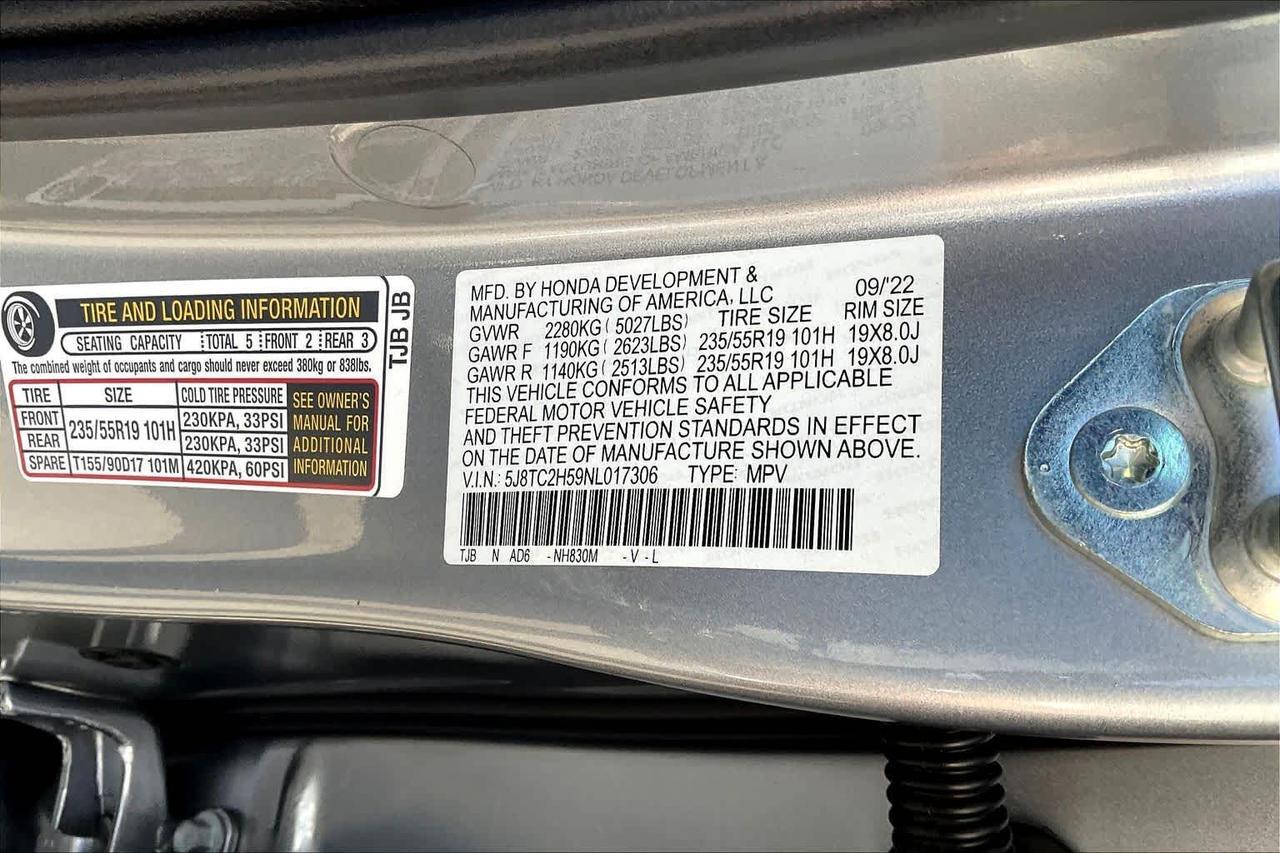 TIRE AND LOADING INFORMATION
SEATING CAPACITY TOTAL 5 FRONT 2 REAR 3
The combined weight of occupants and cargo should never exceed 380kg or 838lbs.
TIRE SIZE COLD TIRE PRESSURE
FRONT 235/55R19 101H 230KPA, 33PSI
REAR 230KPA, 33PSI
SPARE T155/90D17 101M 420KPA, 60PSI
SEE OWNER'S
MANUAL FOR
ADDITIONAL
INFORMATION
TJB JB
MFD. BY HONDA DEVELOPMENT &
MANUFACTURING OF AMERICA, LLC 09/'22
GVWR 2280KG ( 5027LBS) TIRE SIZE RIM SIZE
GAWR F 1190KG ( 2623LBS) 235/55R19 101H 19X8.0J
GAWR R 1140KG ( 2513LBS) 235/55R19 101H 19X8.0J
THIS VEHICLE CONFORMS TO ALL APPLICABLE
FEDERAL MOTOR VEHICLE SAFETY
AND THEFT PREVENTION STANDARDS IN EFFECT
ON THE DATE OF MANUFACTURE SHOWN ABOVE.
V.I.N.: 5J8TC2H59NL017306 TYPE: MPV
TJB N AD6 -NH830M -V -L